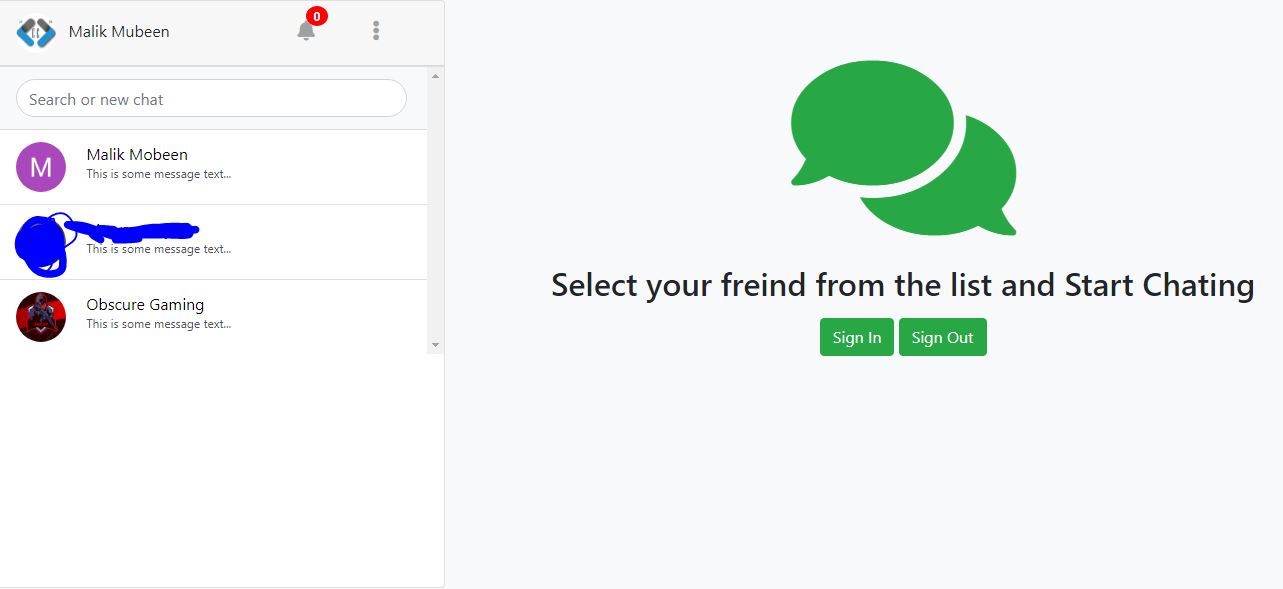 Malik Mubeen
0
Search or new chat
M
Malik Mobeen
This is some message text...
This is some message text...
Obscure Gaming
This is some message text...
Select your freind from the list and Start Chating
Sign In
Sign Out